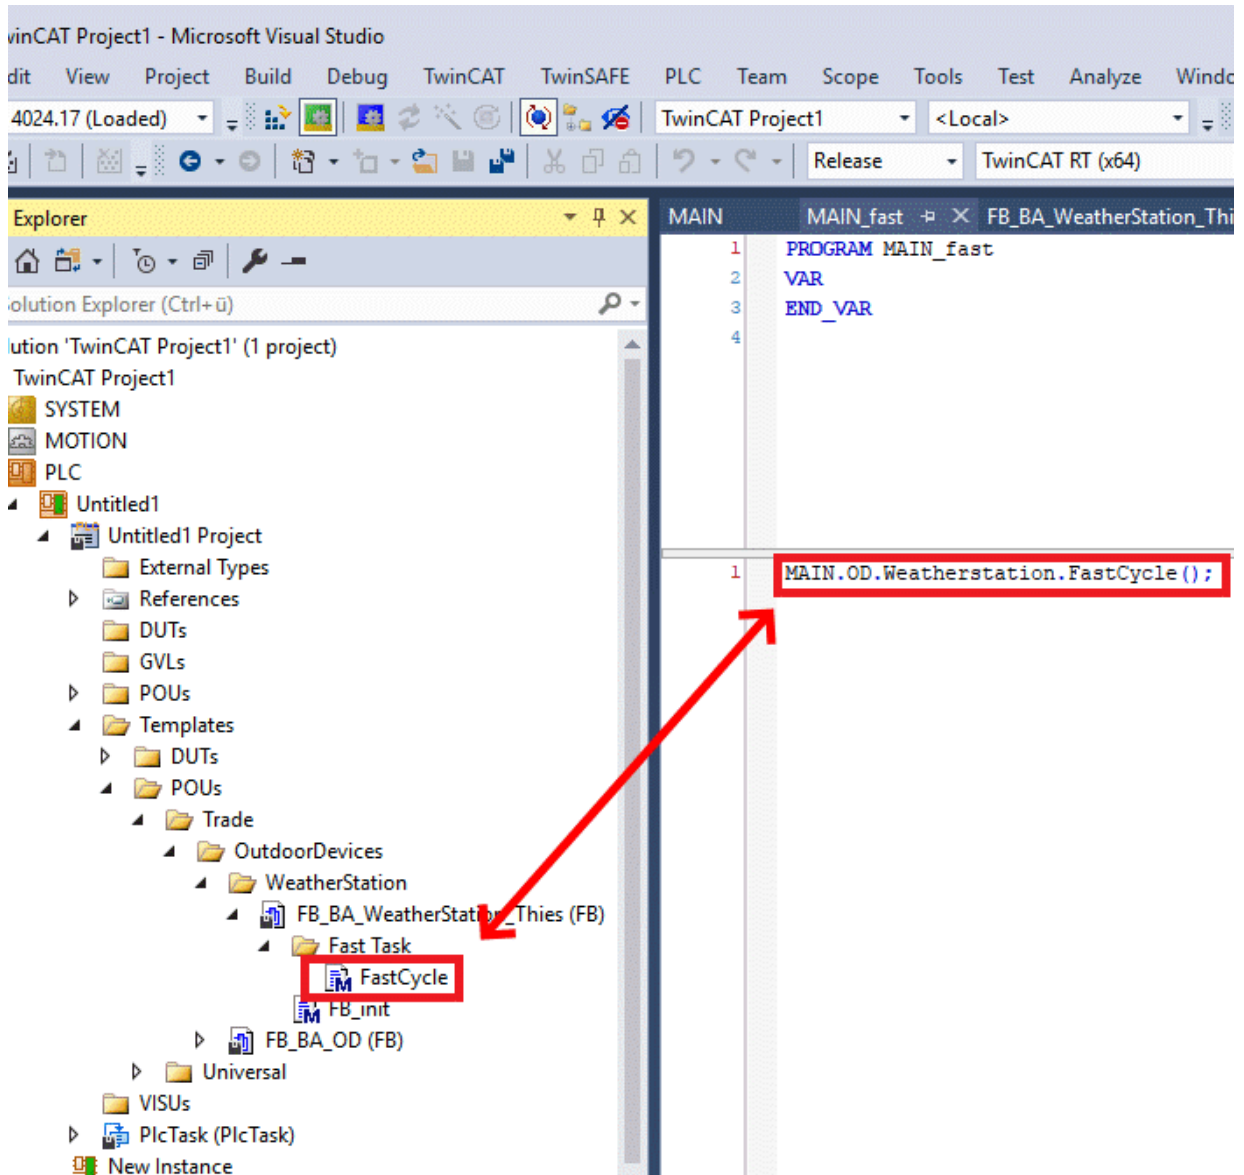 vinCAT Project1 - Microsoft Visual Studio
dit View Project Build Debug TwinCAT TwinSAFE PLC Team Scope Tools Test Analyze Windo
4024.17 (Loaded) TwinCAT Project1 <Local>
Release TwinCAT RT (x64)
Explorer
olution Explorer (Ctrl+ü)
lution 'TwinCAT Project1' (1 project)
TwinCAT Project1
SYSTEM
MOTION
PLC
Untitled1
Untitled1 Project
External Types
References
DUTs
GVLs
POUs
Templates
DUTs
POUs
Trade
OutdoorDevices
WeatherStation
FB_BA_WeatherStation_Thies (FB)
Fast Task
FastCycle
FB_init
FB_BA_OD (FB)
Universal
VISUs
PlcTask (PlcTask)
New Instance
MAIN MAIN_fast FB_BA_WeatherStation_Thi
1 PROGRAM MAIN_fast
2 VAR
3 END_VAR
4
1 MAIN.OD.Weatherstation.FastCycle();